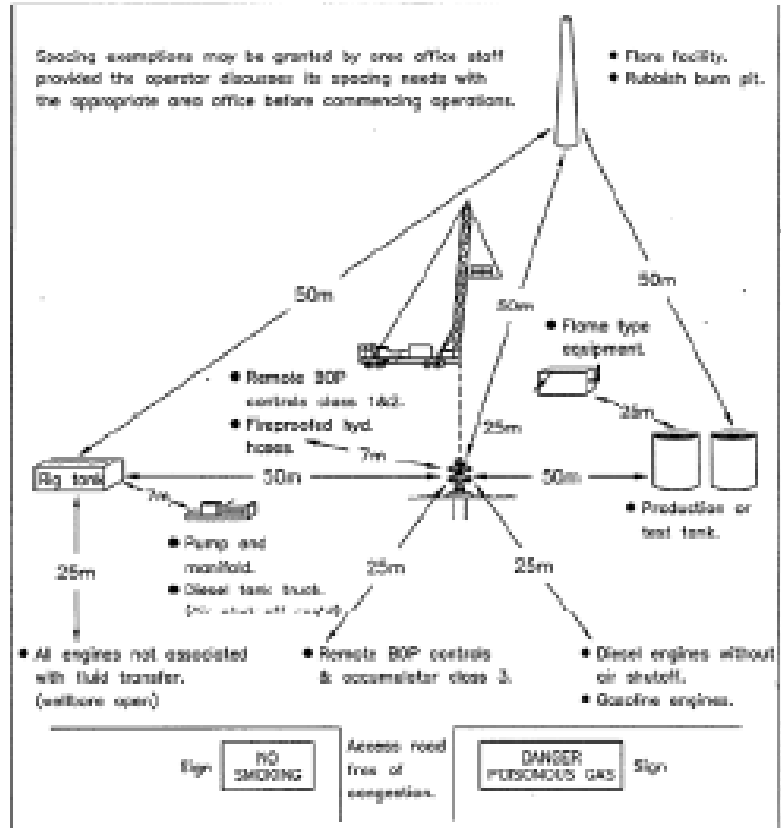 Spacing exemptions may be granted by area office staff
provided the operator discusses its spacing needs with
the appropriate area office before commencing operations.
• Flare facility.
• Rubbish burn pit.
50m
50m
50m
• Flame type
equipment.
• Remote BOP
controls class 1&2.
• Fireproofed hyd.
hoses.
25m
25m
7m
Rig tank
50m
50m
7m
• Production or
test tank.
• Pump and
manifold.
• Diesel tank truck.
25m
25m
25m
• All engines not associated
with fluid transfer.
(wellbore open)
• Remote BOP controls
& accumulator class 3.
• Diesel engines without
air shutoff.
• Gasoline engines.
Sign
NO
SMOKING
Access road
free of
congestion.
DANGER
POISONOUS GAS
Sign